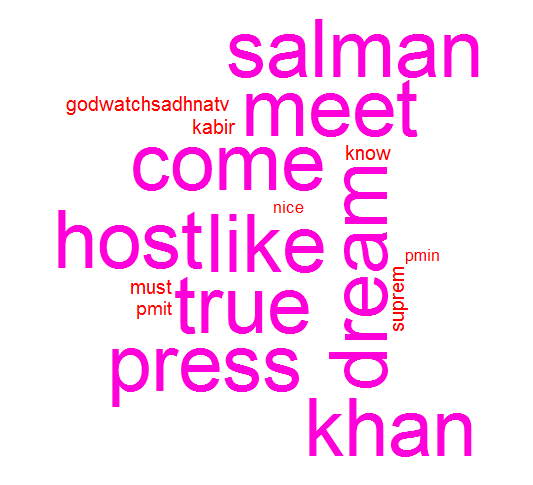 salman
godwatchsadhnatv
meet
kabir
come
know
nice
hostlike
dream
pmin
must
true
suprem
pmit
press
khan